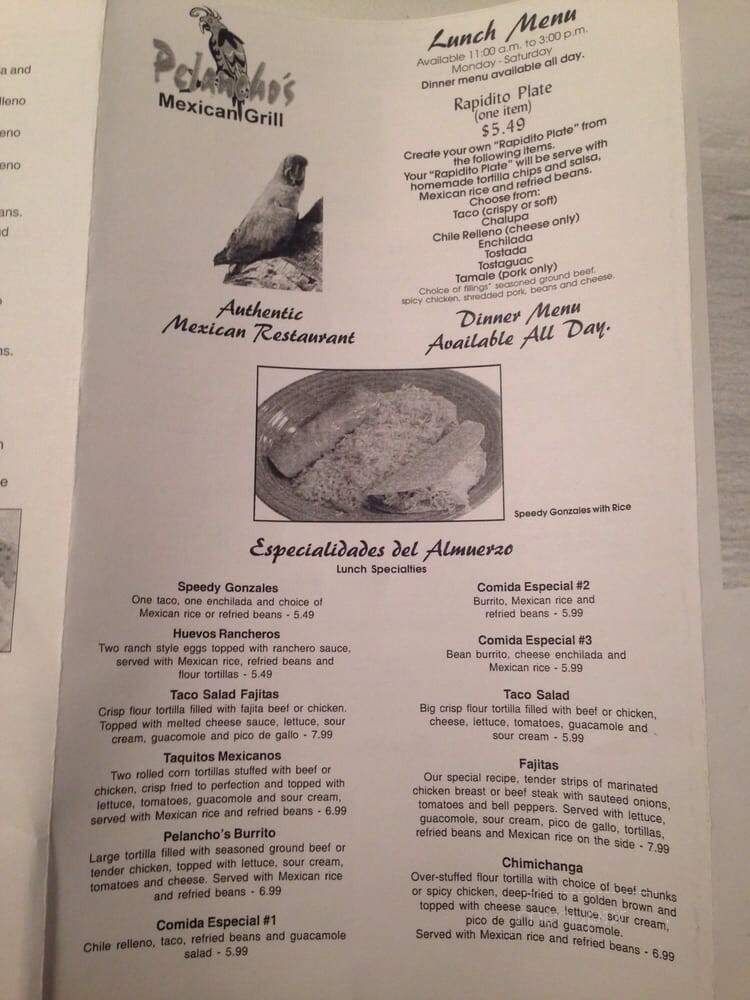 a and
lleno
eno
eno
ans.
d
s.
e
Pelancho's
Mexican Grill
Authentic
Mexican Restaurant
Lunch Menu
Available 11:00 a.m. to 3:00 p.m.
Monday - Saturday
Dinner menu available all day.
Rapidito Plate
(one item)
$5.49
Create your own "Rapidito Plate" from
the following items.
Your "Rapidito Plate" will be serve with
homemade tortilla chips and salsa,
Mexican rice and refried beans.
Choose from:
Taco (crispy or soft)
Chalupa
Chile Relleno (cheese only)
Enchilada
Tostada
Tostaguac
Tamale (pork only)
Choice of fillings" seasoned ground beef,
spicy chicken, shredded pork, beans and cheese.
Dinner Menu
Available All Day.
Speedy Gonzales with Rice
Especialidades del Almuerzo
Lunch Specialties
Speedy Gonzales
One taco, one enchilada and choice of
Mexican rice or refried beans - 5.49
Huevos Rancheros
Two ranch style eggs topped with ranchero sauce,
served with Mexican rice, refried beans and
flour tortillas - 5.49
Taco Salad Fajitas
Crisp flour tortilla filled with fajita beef or chicken.
Topped with melted cheese sauce, lettuce, sour
cream, guacomole and pico de gallo - 7.99
Taquitos Mexicanos
Two rolled corn tortillas stuffed with beef or
chicken, crisp fried to perfection and topped with
lettuce, tomatoes, guacomole and sour cream,
served with Mexican rice and refried beans - 6.99
Pelancho's Burrito
Large tortilla filled with seasoned ground beef or
tender chicken, topped with lettuce, sour cream,
tomatoes and cheese. Served with Mexican rice
and refried beans - 6.99
Comida Especial #1
Chile relleno, taco, refried beans and guacamole
salad - 5.99
Comida Especial #2
Burrito, Mexican rice and
refried beans - 5.99
Comida Especial #3
Bean burrito, cheese enchilada and
Mexican rice - 5.99
Taco Salad
Big crisp flour tortilla filled with beef or chicken,
cheese, lettuce, tomatoes, guacamole and
sour cream - 5.99
Fajitas
Our special recipe, tender strips of marinated
chicken breast or beef steak with sauteed onions,
tomatoes and bell peppers. Served with lettuce,
guacomole, sour cream, pico de gallo, tortillas,
refried beans and Mexican rice on the side - 7.99
Chimichanga
Over-stuffed flour tortilla with choice of beef chunks
or spicy chicken, deep-fried to a golden brown and
topped with cheese sauce, lettuce, sour cream,
pico de gallo and guacomole.
Served with Mexican rice and refried beans - 6.99